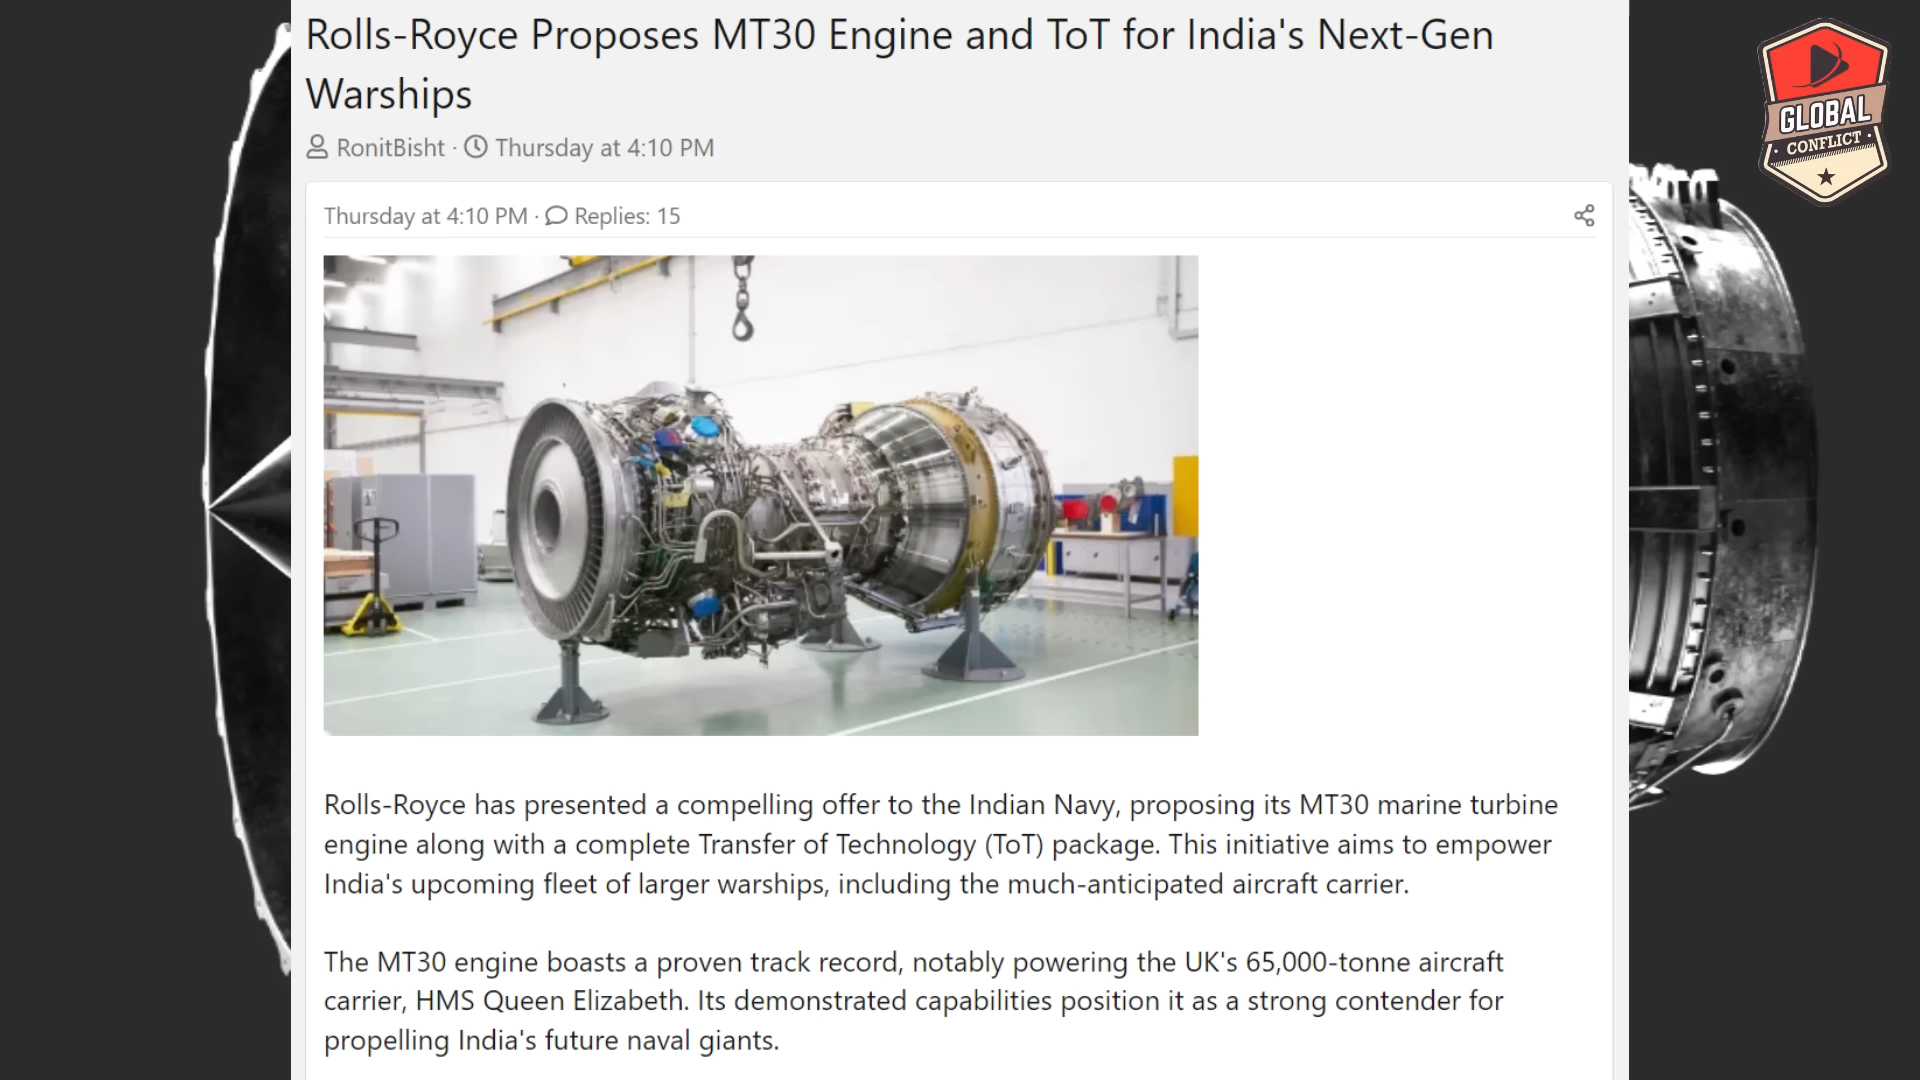 Rolls-Royce Proposes MT30 Engine and ToT for India's Next-Gen
Warships
RonitBisht · Thursday at 4:10 PM
Thursday at 4:10 PM · Replies: 15
Rolls-Royce has presented a compelling offer to the Indian Navy, proposing its MT30 marine turbine
engine along with a complete Transfer of Technology (ToT) package. This initiative aims to empower
India's upcoming fleet of larger warships, including the much-anticipated aircraft carrier.
The MT30 engine boasts a proven track record, notably powering the UK's 65,000-tonne aircraft
carrier, HMS Queen Elizabeth. Its demonstrated capabilities position it as a strong contender for
propelling India's future naval giants.
GLOBAL
· CONFLICT ·